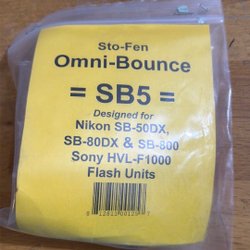 Sto-Fen
Omni-Bounce
= SB5 =
Designed for
Nikon SB-50DX,
SB-80DX & SB-800
Sony HVL-F1000
Flash Units